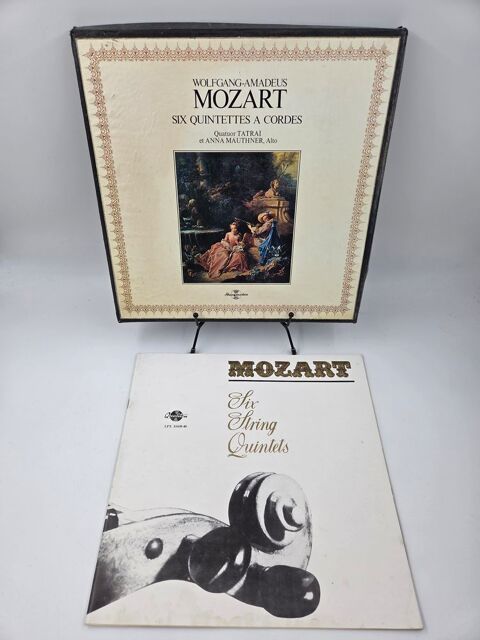 WOLFGANG-AMADEUS
MOZART
SIX QUINTETTES A CORDES
Quatuor TATRAI
et ANNA MAUTHNER, Alto
MOZART
Six
String
Quintets